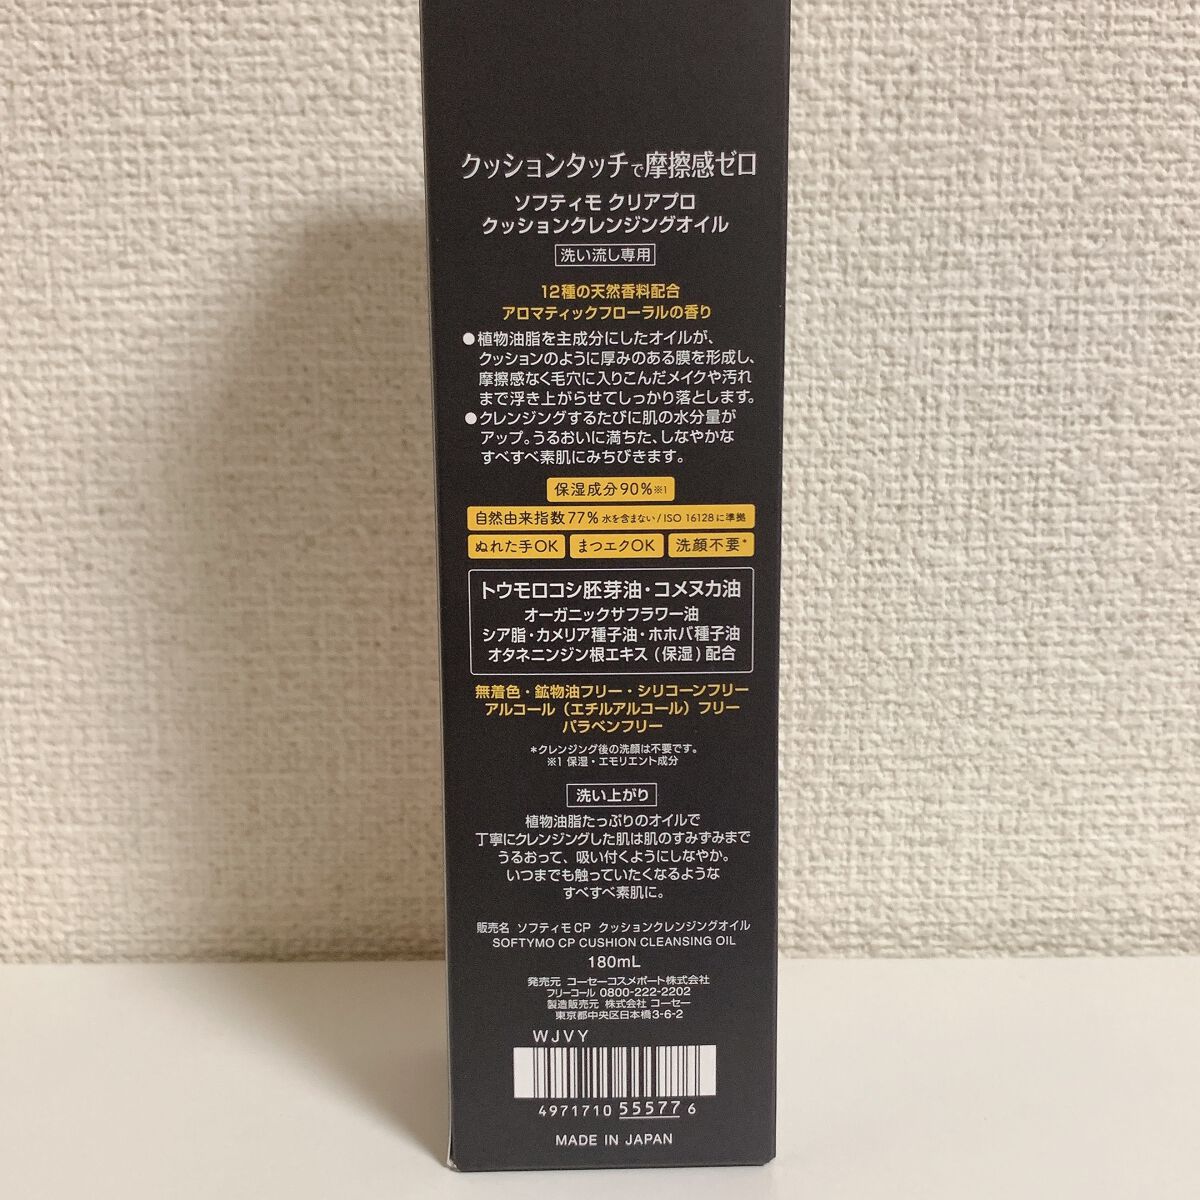 クッションタッチで摩擦感ゼロ
ソフティモ クリアプロ
クッションクレンジングオイル
洗い流し専用
12種の天然香料配合
アロマティックフローラルの香り
●植物油脂を主成分にしたオイルが、
クッションのように厚みのある膜を形成し、
摩擦感なく毛穴に入りこんだメイクや汚れ
まで浮き上がらせてしっかり落とします。
●クレンジングするたびに肌の水分量が
アップ。うるおいに満ちた、しなやかな
すべすべ素肌にみちびきます。
保湿成分90%※1
自然由来指数77% 水を含まない/ISO 16128に準拠
ぬれた手OK まつエクOK 洗顔不要*
トウモロコシ胚芽油・コメヌカ油
オーガニックサフラワー油
シア脂・カメリア種子油・ホホバ種子油
オタネニンジン根エキス(保湿)配合
無着色・鉱物油フリー・シリコーンフリー
アルコール(エチルアルコール)フリー
パラベンフリー
*クレンジング後の洗顔は不要です。
※1 保湿・エモリエント成分
洗い上がり
植物油脂たっぷりのオイルで
丁寧にクレンジングした肌は肌のすみずみまで
うるおって、吸い付くようにしなやか。
いつまでも触っていたくなるような
すべすべ素肌に。
販売名 ソフティモCP クッションクレンジングオイル
SOFTYMO CP CUSHION CLEANSING OIL
180mL
発売元 コーセーコスメポート株式会社
フリーコール 0800-222-2202
製造販売元 株式会社 コーセー
東京都中央区日本橋3-6-2
WJVY
4971710 555776
MADE IN JAPAN